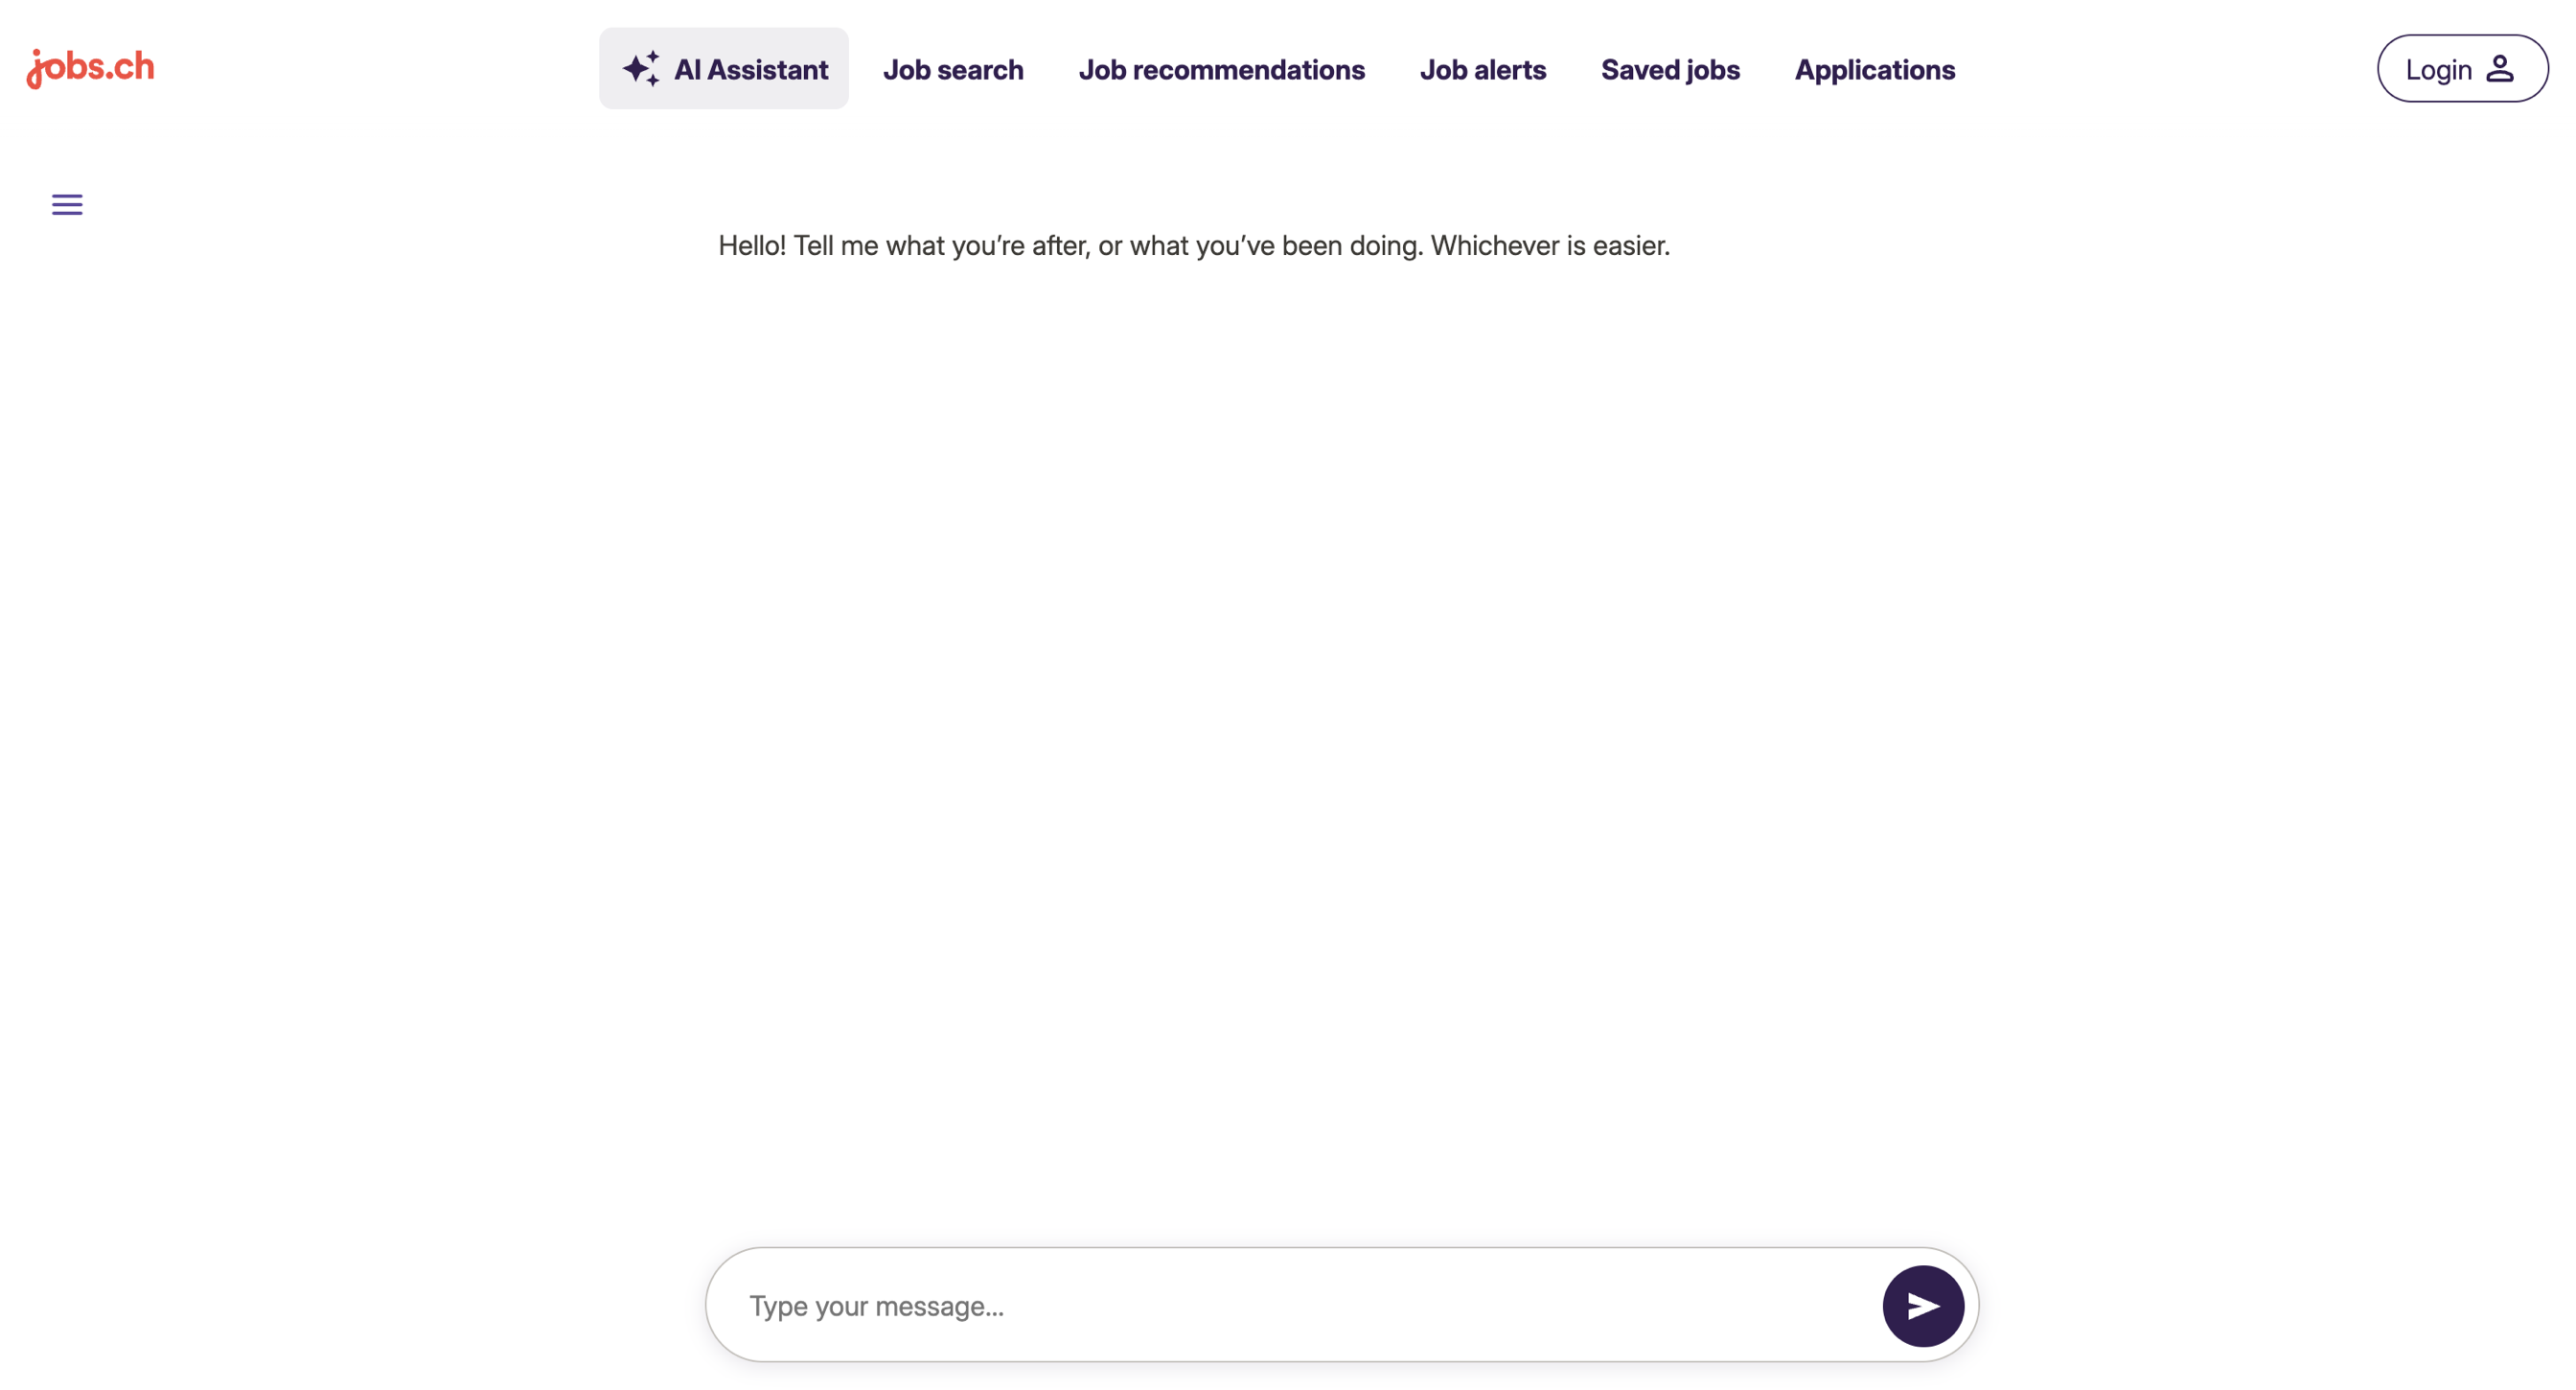 jobs.ch
AI Assistant
Job search
Job recommendations
Job alerts
Saved jobs
Applications
Login
Hello! Tell me what you’re after, or what you’ve been doing. Whichever is easier.
Type your message...